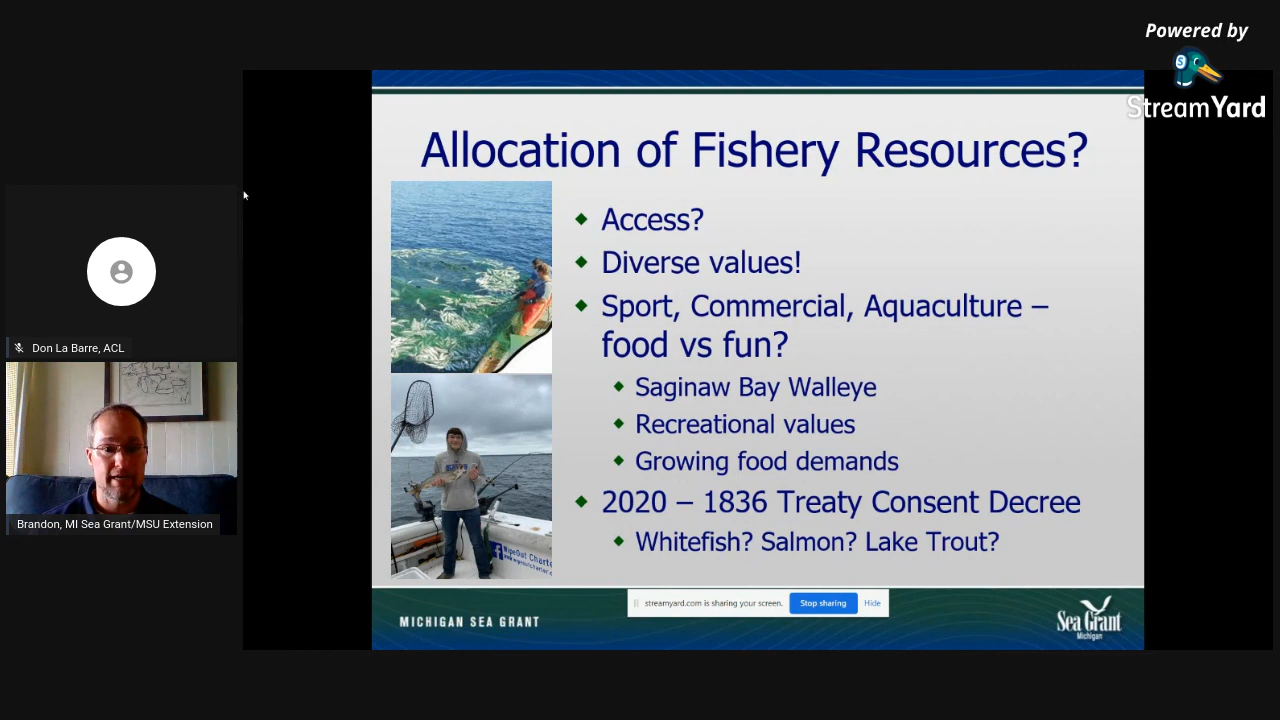 Powered by
StreamYard
Allocation of Fishery Resources?
Access?
Diverse values!
Sport, Commercial, Aquaculture –
food vs fun?
Saginaw Bay Walleye
Recreational values
Growing food demands
2020 – 1836 Treaty Consent Decree
Whitefish? Salmon? Lake Trout?
Don La Barre, ACL
Brandon, MI Sea Grant/MSU Extension
streamyard.com is sharing your screen.
Stop sharing
Hide
MICHIGAN SEA GRANT
Sea Grant
Michigan